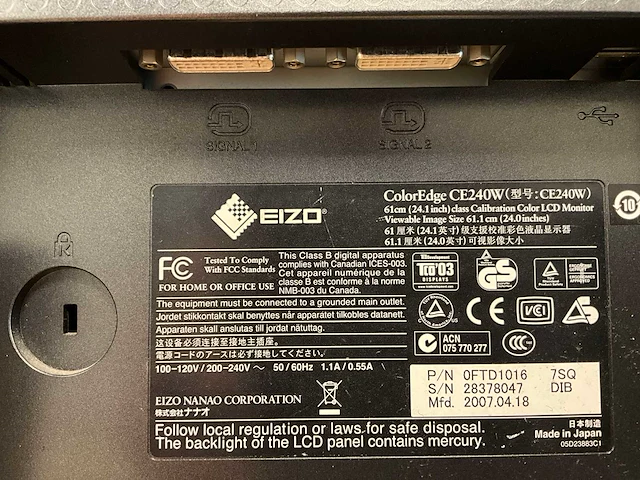 SIGNAL 1
SIGNAL 2
EIZO
ColorEdge CE240W(型号:CE240W)
61cm (24.1 inch) class Calibration Color LCD Monitor
Viewable Image Size 61.1 cm (24.0 inches)
61 厘米 (24.1 英寸)级支援校准彩色液晶显示器
61.1 厘米 (24.0 英寸)可视影像大小
10
FC
Tested To Comply
With FCC Standards
FOR HOME OR OFFICE USE
This Class B digital apparatus
complies with Canadian ICES-003.
Cet appareil numérique de la
classe B est conforme à la norme
NMB-003 du Canada.
TCO'03
DISPLAYS
GS
The equipment must be connected to a grounded main outlet.
Jordet stikkontakt skal benyttes når apparatet tilkobles datanett.
Apparaten skall anslutas till jordat nätuttag.
这设备必须连接至接地主插座。
電源コードのアースは必ず接地してください。
100-120V / 200-240V ～ 50 / 60Hz 1.1A / 0.55A
US
CE
VCI
ACN
075 770 277
CCC
P/N 0FTD1016 7SQ
S/N 28378047 DIB
Mfd. 2007.04.18
EIZO NANAO CORPORATION
株式会社ナナオ
日本制造
Made in Japan
05D23883C1
Follow local regulation or laws for safe disposal.
The backlight of the LCD panel contains mercury.
K